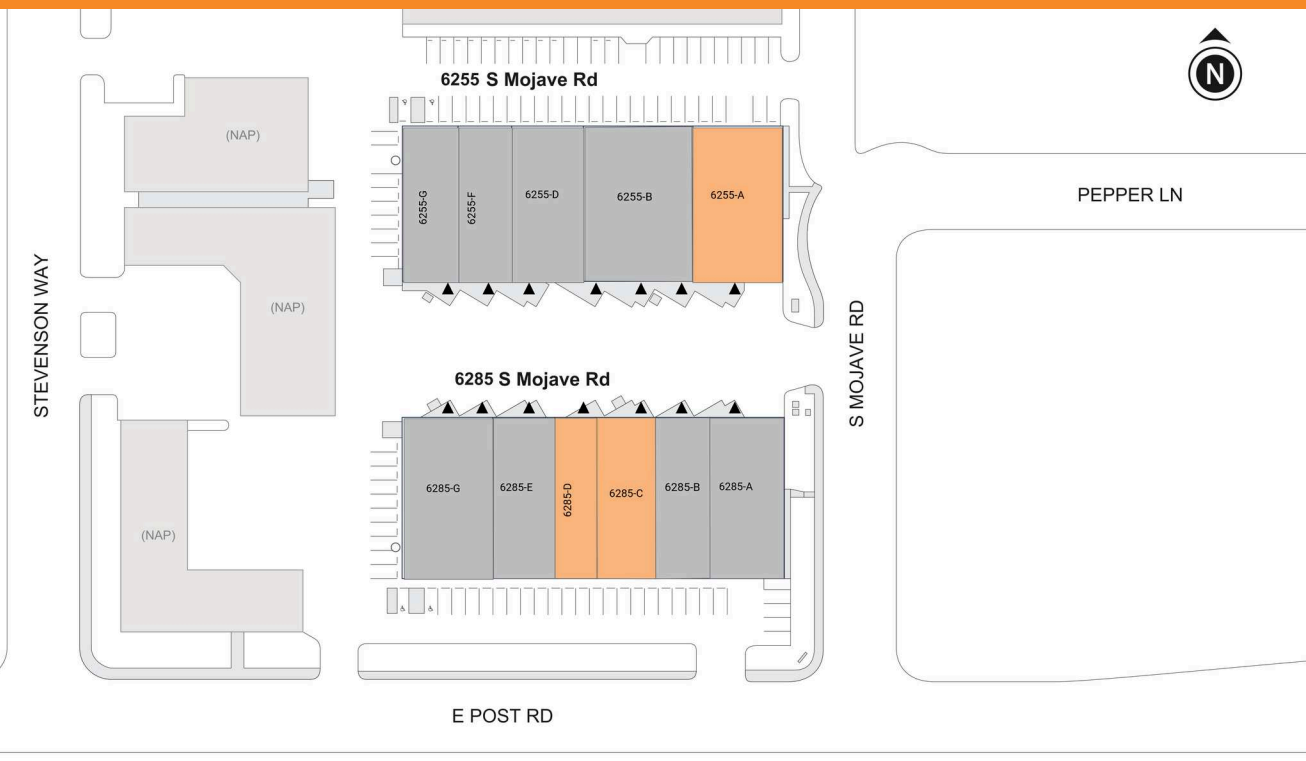 6255 S Mojave Rd
N
(NAP)
6255-G
6255-F
6255-D
6255-B
6255-A
PEPPER LN
STEVENSON WAY
(NAP)
S MOJAVE RD
6285 S Mojave Rd
6285-G
6285-E
6285-D
6285-C
6285-B
6285-A
(NAP)
E POST RD